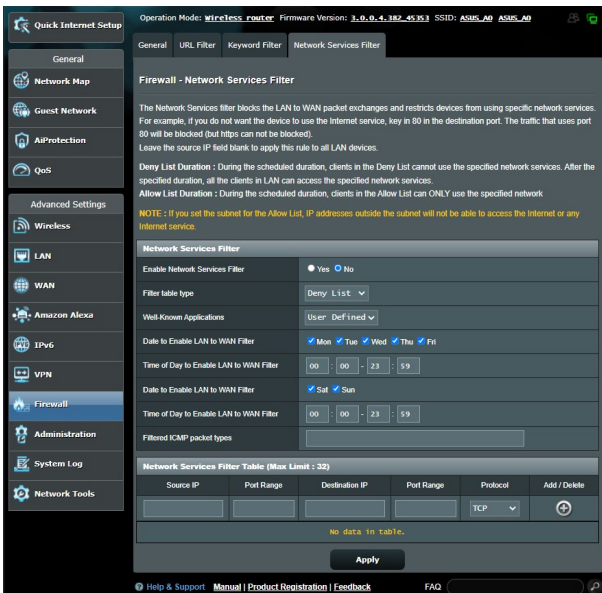 Quick Internet Setup
General
Network Map
Guest Network
AiProtection
QoS
Advanced Settings
Wireless
LAN
WAN
Amazon Alexa
IPv6
VPN
Firewall
Administration
System Log
Network Tools
Operation Mode: Wireless router Firmware Version: 3.0.0.4.382_45353 SSID: ASUS_A0 ASUS_A0
General URL Filter Keyword Filter Network Services Filter
Firewall - Network Services Filter
The Network Services filter blocks the LAN to WAN packet exchanges and restricts devices from using specific network services.
For example, if you do not want the device to use the Internet service, key in 80 in the destination port. The traffic that uses port
80 will be blocked (but https can not be blocked).
Leave the source IP field blank to apply this rule to all LAN devices.
Deny List Duration : During the scheduled duration, clients in the Deny List cannot use the specified network services. After the
specified duration, all the clients in LAN can access the specified network services.
Allow List Duration : During the scheduled duration, clients in the Allow List can ONLY use the specified network
NOTE : If you set the subnet for the Allow List, IP addresses outside the subnet will not be able to access the Internet or any
Internet service.
Network Services Filter
Enable Network Services Filter Yes No
Filter table type Deny List
Well-Known Applications User Defined
Date to Enable LAN to WAN Filter Mon Tue Wed Thu Fri
Time of Day to Enable LAN to WAN Filter 00 : 00 - 23 : 59
Date to Enable LAN to WAN Filter Sat Sun
Time of Day to Enable LAN to WAN Filter 00 : 00 - 23 : 59
Filtered ICMP packet types
Network Services Filter Table (Max Limit : 32)
Source IP Port Range Destination IP Port Range Protocol Add / Delete
TCP
No data in table.
Apply
Help & Support Manual | Product Registration | Feedback FAQ